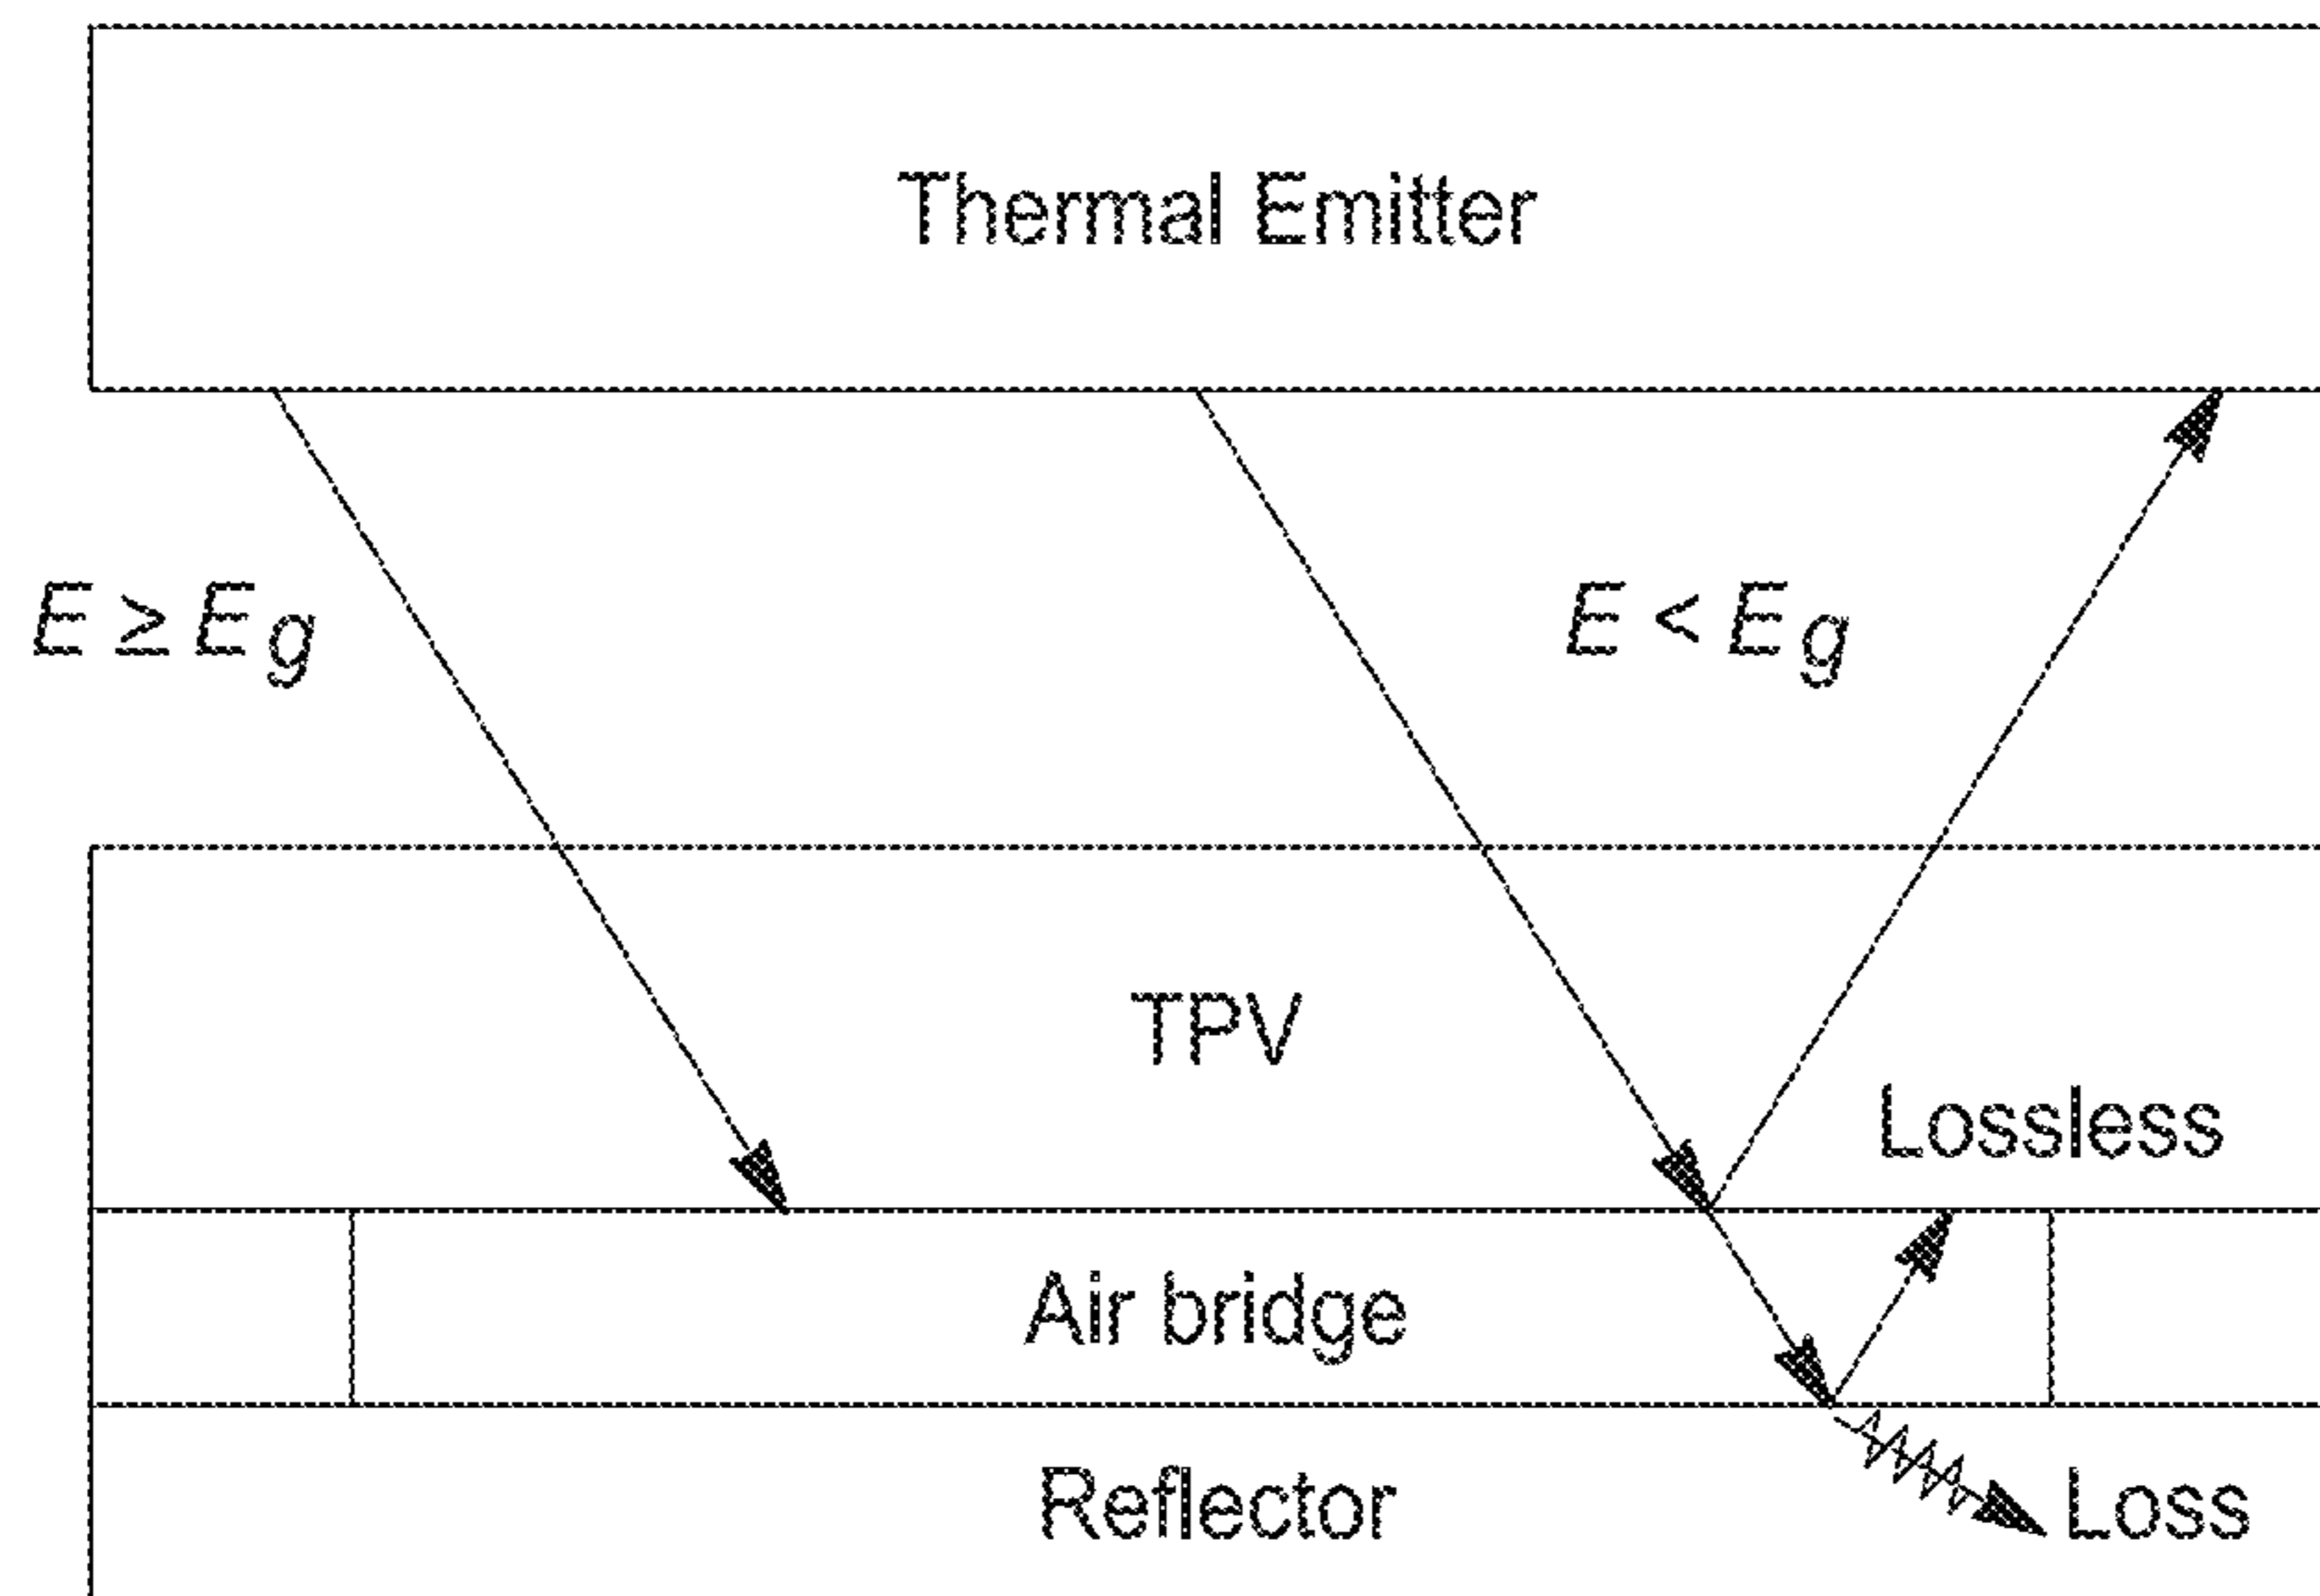 Thermal Emitter
E ≥ Eg
E < Eg
TPV
Lossless
Air bridge
Reflector
Loss